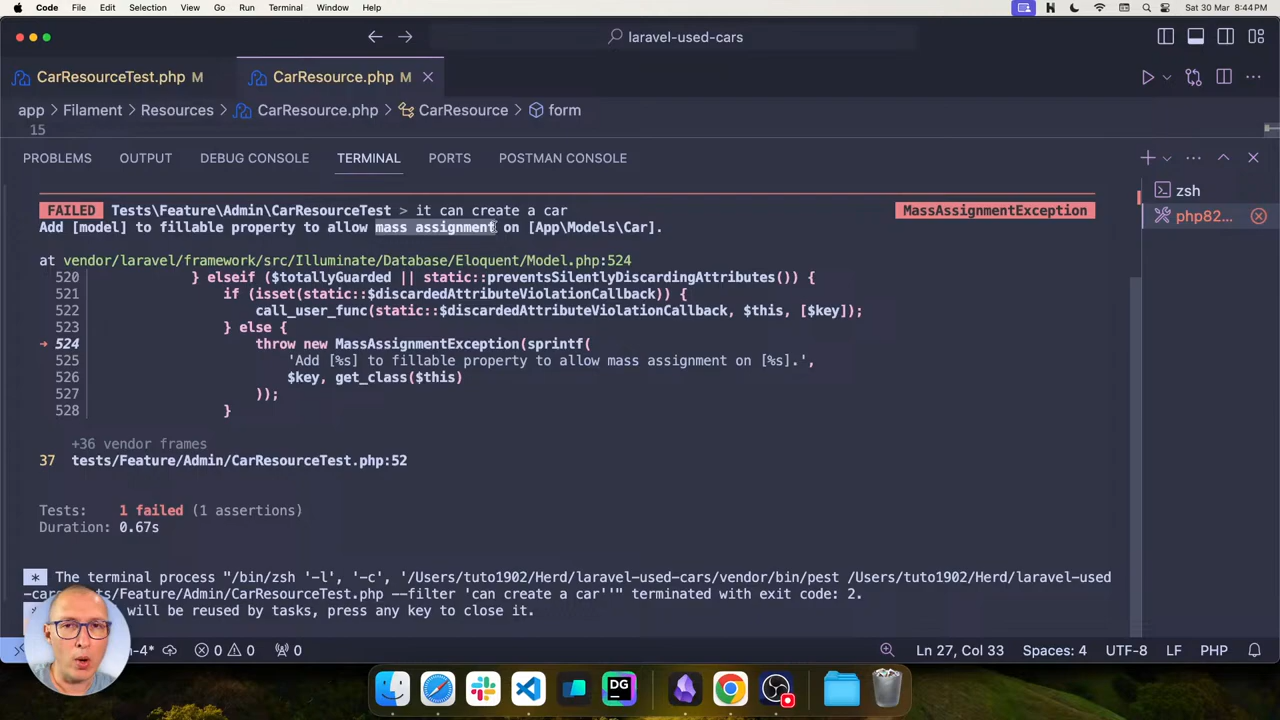 Code File Edit Selection View Go Run Terminal Window Help Sat 30 Mar 8:44PM
laravel-used-cars
CarResourceTest.php M CarResource.php M
app > Filament > Resources > CarResource.php > CarResource > form
15
PROBLEMS OUTPUT DEBUG CONSOLE TERMINAL PORTS POSTMAN CONSOLE
zsh
php82...
FAILED Tests\Feature\Admin\CarResourceTest > it can create a car MassAssignmentException
Add [model] to fillable property to allow mass assignment on [App\Models\Car].
at vendor/laravel/framework/src/Illuminate/Database/Eloquent/Model.php:524
520 } elseif ($totallyGuarded || static::preventsSilentlyDiscardingAttributes()) {
521 if (isset(static::$discardedAttributeViolationCallback)) {
522 call_user_func(static::$discardedAttributeViolationCallback, $this, [$key]);
523 } else {
→ 524 throw new MassAssignmentException(sprintf(
525 'Add [%s] to fillable property to allow mass assignment on [%s].',
526 $key, get_class($this)
527 ));
528 }
+36 vendor frames
37 tests/Feature/Admin/CarResourceTest.php:52
Tests: 1 failed (1 assertions)
Duration: 0.67s
* The terminal process "/bin/zsh '-l', '-c', '/Users/tuto1902/Herd/laravel-used-cars/vendor/bin/pest /Users/tuto1902/Herd/laravel-used
-cars/tests/Feature/Admin/CarResourceTest.php --filter 'can create a car''" terminated with exit code: 2.
* will be reused by tasks, press any key to close it.
n-4* 0 0 0 Ln 27, Col 33 Spaces: 4 UTF-8 LF PHP
DG